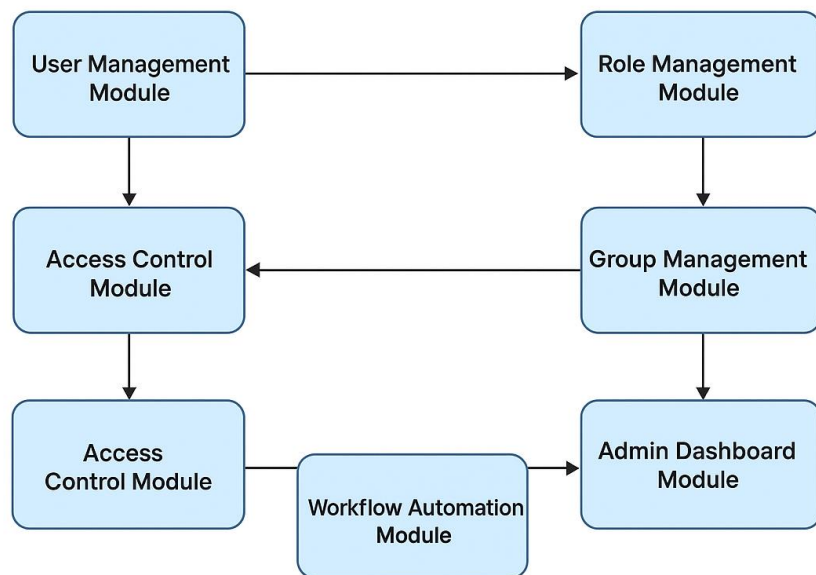 User Management
Module
Role Management
Module
Access Control
Module
Group Management
Module
Access
Control Module
Workflow Automation
Module
Admin Dashboard
Module